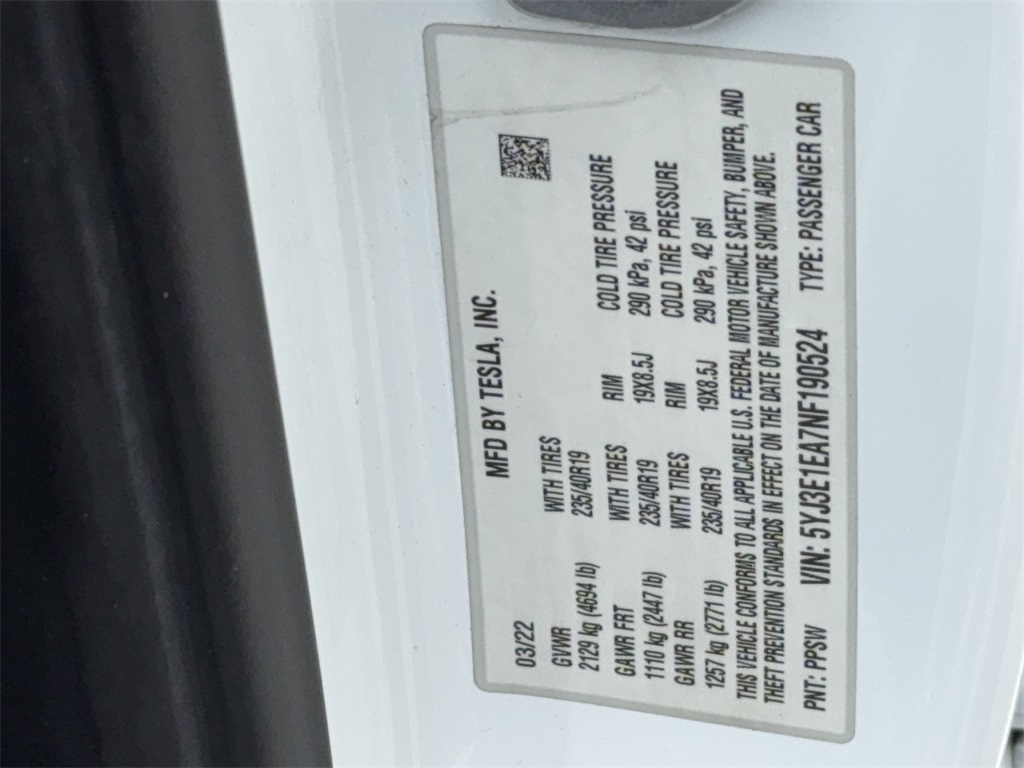 MFD BY TESLA, INC.
03/22
GVWR WITH TIRES
2129 kg (4694 lb) 235/40R19
GAWR FRT WITH TIRES RIM COLD TIRE PRESSURE
1110 kg (2447 lb) 235/40R19 19X8.5J 290 kPa, 42 psi
GAWR RR WITH TIRES RIM COLD TIRE PRESSURE
1257 kg (2771 lb) 235/40R19 19X8.5J 290 kPa, 42 psi
THIS VEHICLE CONFORMS TO ALL APPLICABLE U.S. FEDERAL MOTOR VEHICLE SAFETY, BUMPER, AND
THEFT PREVENTION STANDARDS IN EFFECT ON THE DATE OF MANUFACTURE SHOWN ABOVE.
PNT: PPSW VIN: 5YJ3E1EA7NF190524 TYPE: PASSENGER CAR